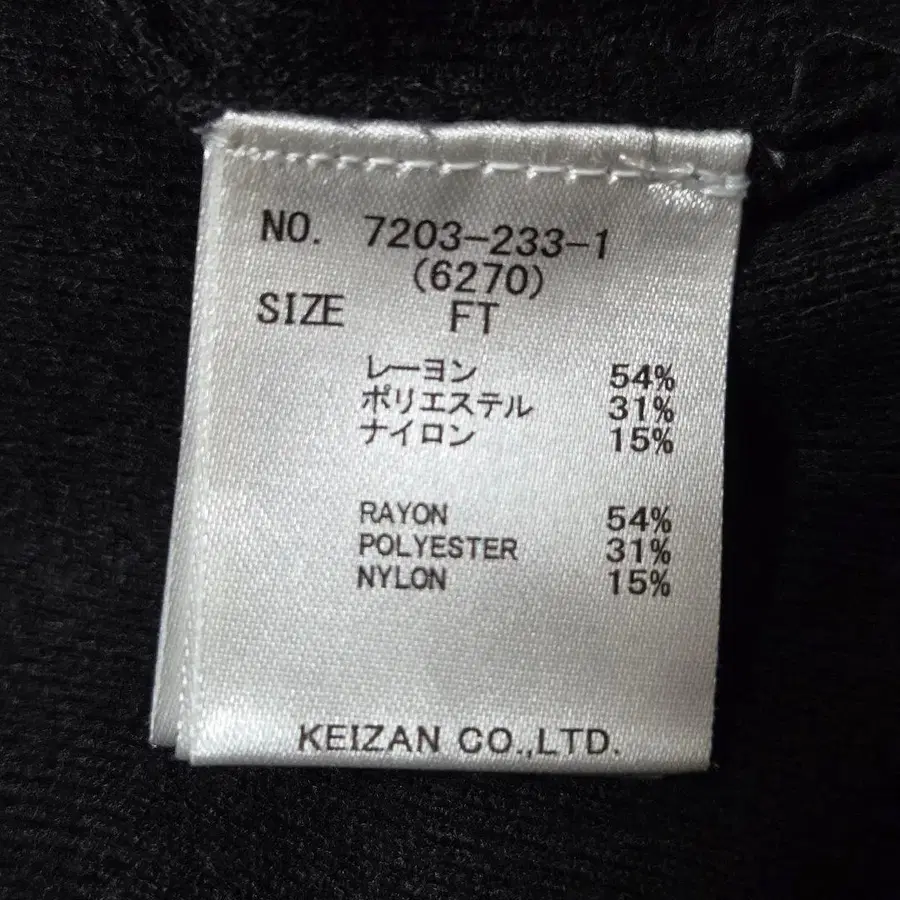 NO. 7203-233-1
(6270)
SIZE FT
レーヨン 54%
ポリエステル 31%
ナイロン 15%
RAYON 54%
POLYESTER 31%
NYLON 15%
KEIZAN CO.,LTD.